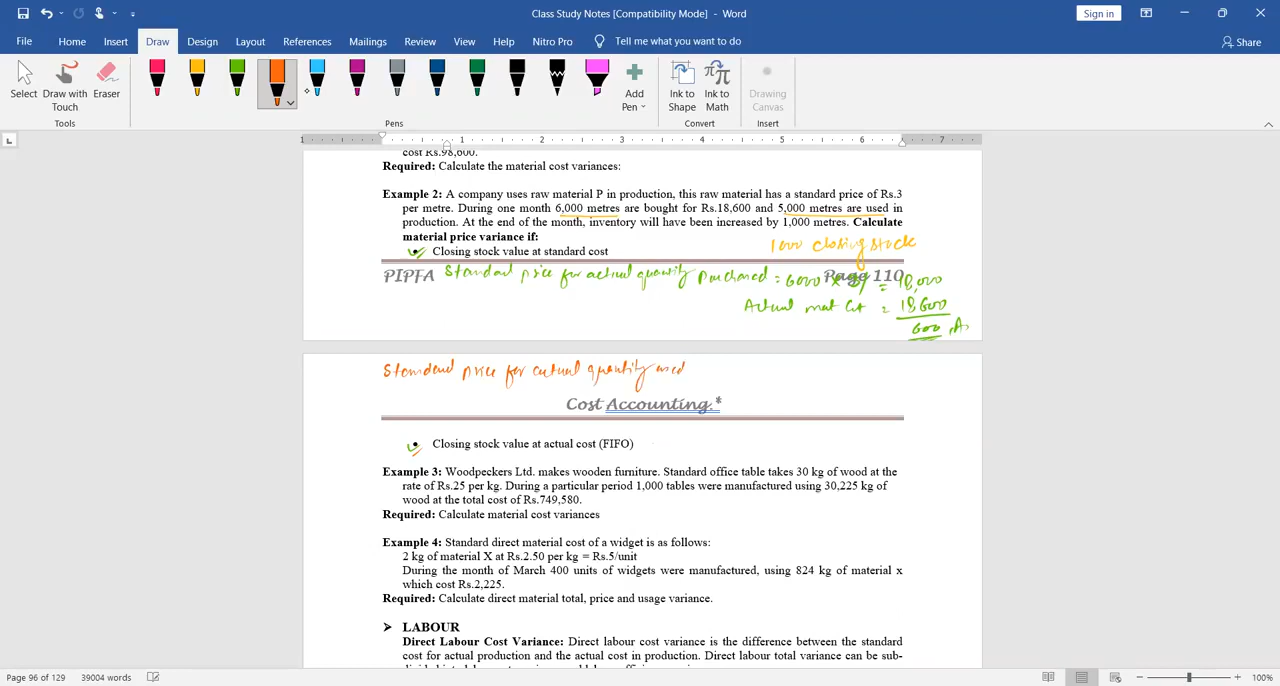 Class Study Notes [Compatibility Mode] - Word
Sign in
File Home Insert Draw Design Layout References Mailings Review View Help Nitro Pro Tell me what you want to do
Share
Select
Draw with Touch
Eraser
Add Pen
Ink to Shape
Ink to Math
Drawing Canvas
Tools
Pens
Convert
Insert
1 1 2 3 4 5 6 7
cost Rs.98,600.
Required: Calculate the material cost variances:
Example 2: A company uses raw material P in production, this raw material has a standard price of Rs.3
per metre. During one month 6,000 metres are bought for Rs.18,600 and 5,000 metres are used in
production. At the end of the month, inventory will have been increased by 1,000 metres. Calculate
material price variance if:
1000 closing stock
• Closing stock value at standard cost
PIPFA Page 110
Standard price for actual quantity purchased = 6000 x 3/ = 18,000
Actual mat Cst = 18600
600 A
Standard price for actual quantity used
Cost Accounting.*
• Closing stock value at actual cost (FIFO)
Example 3: Woodpeckers Ltd. makes wooden furniture. Standard office table takes 30 kg of wood at the
rate of Rs.25 per kg. During a particular period 1,000 tables were manufactured using 30,225 kg of
wood at the total cost of Rs.749,580.
Required: Calculate material cost variances
Example 4: Standard direct material cost of a widget is as follows:
2 kg of material X at Rs.2.50 per kg = Rs.5/unit
During the month of March 400 units of widgets were manufactured, using 824 kg of material x
which cost Rs.2,225.
Required: Calculate direct material total, price and usage variance.
➤ LABOUR
Direct Labour Cost Variance: Direct labour cost variance is the difference between the standard
cost for actual production and the actual cost in production. Direct labour total variance can be sub-
Page 96 of 129 39004 words
100%